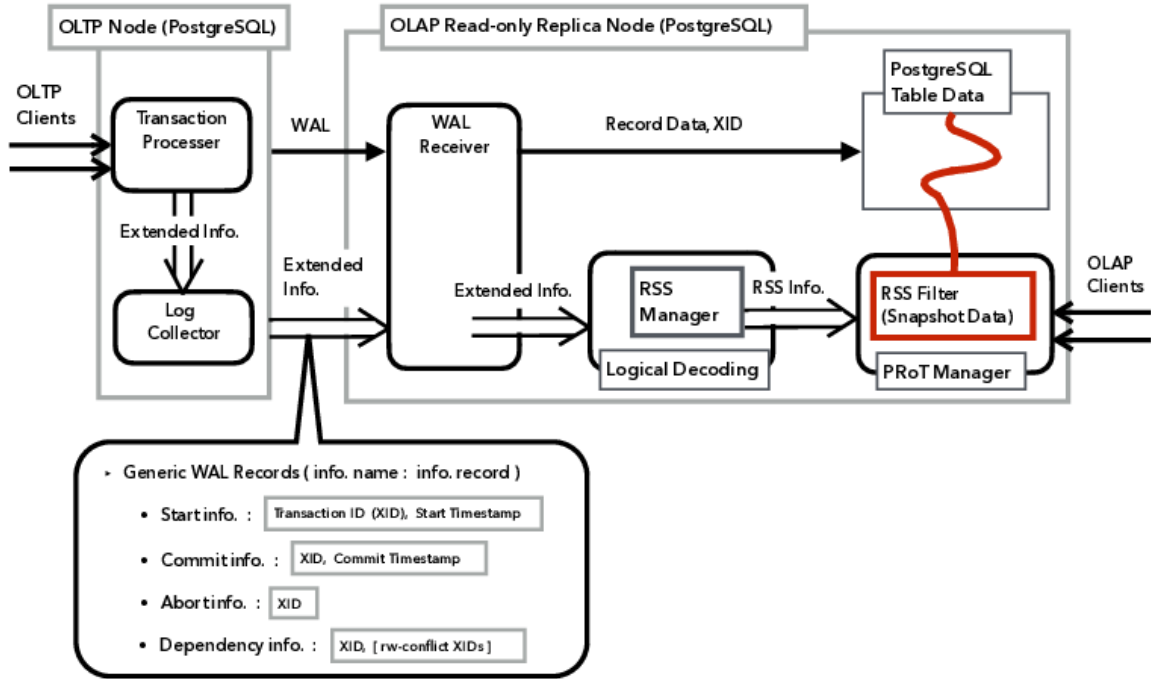 OLTP Node (PostgreSQL)
OLAP Read-only Replica Node (PostgreSQL)
PostgreSQL
Table Data
OLTP
Clients
Transaction
Processer
WAL
WAL
Receiver
Record Data, XID
Extended Info.
Extended
Info.
Extended Info.
RSS
Manager
RSS Info.
RSS Filter
(Snapshot Data)
OLAP
Clients
Log
Collector
Logical Decoding
PRoT Manager
‣ Generic WAL Records ( info. name : info. record )
• Start info. : Transaction ID (XID), Start Timestamp
• Commit info. : XID, Commit Timestamp
• Abort info. : XID
• Dependency info. : XID, [ rw-conflict XIDs ]